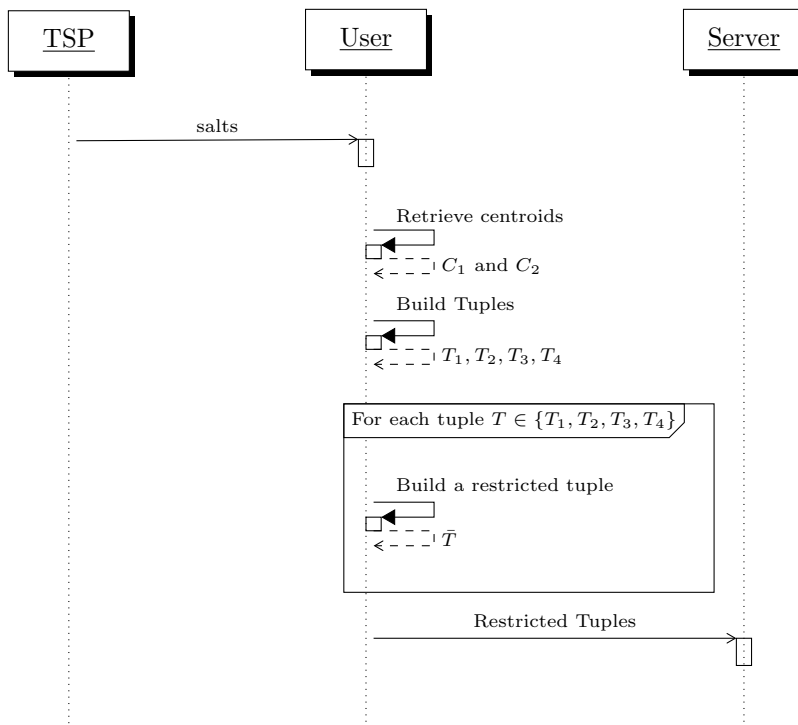 TSP User Server
salts
Retrieve centroids
C₁ and C₂
Build Tuples
T₁, T₂, T₃, T₄
For each tuple T ∈ {T₁, T₂, T₃, T₄}
Build a restricted tuple
T̄
Restricted Tuples